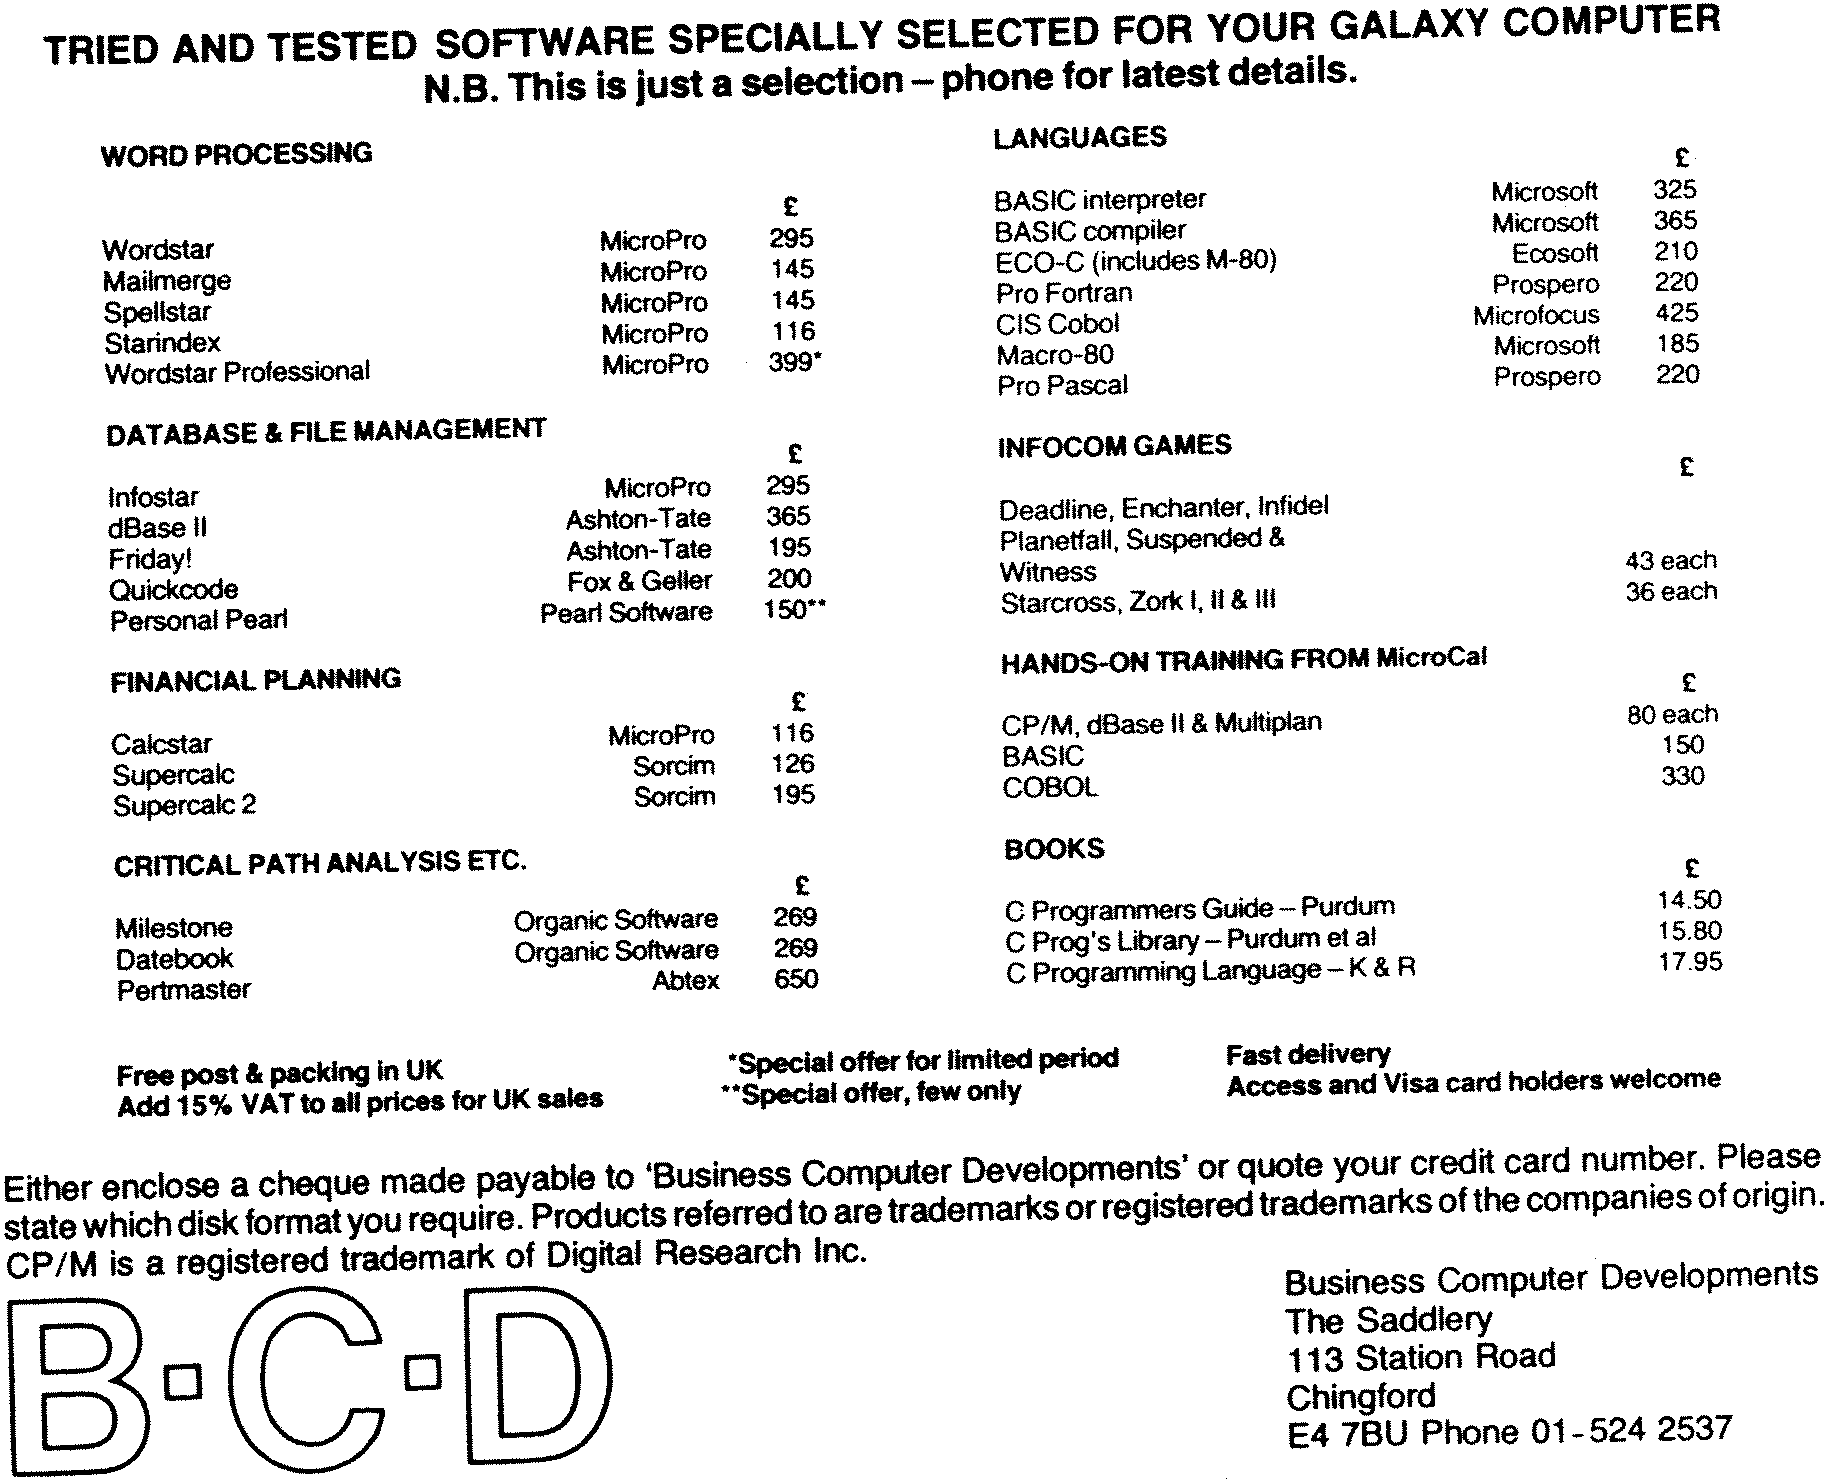 TRIED AND TESTED SOFTWARE SPECIALLY SELECTED FOR YOUR GALAXY COMPUTER
N.B. This is just a selection – phone for latest details.
WORD PROCESSING
£
Wordstar MicroPro 295
Mailmerge MicroPro 145
Spellstar MicroPro 145
Starindex MicroPro 116
Wordstar Professional MicroPro 399*
DATABASE & FILE MANAGEMENT
£
Infostar MicroPro 295
dBase II Ashton-Tate 365
Friday! Ashton-Tate 195
Quickcode Fox & Geller 200
Personal Pearl Pearl Software 150**
FINANCIAL PLANNING
£
Calcstar MicroPro 116
Supercalc Sorcim 126
Supercalc 2 Sorcim 195
CRITICAL PATH ANALYSIS ETC.
£
Milestone Organic Software 269
Datebook Organic Software 269
Pertmaster Abtex 650
LANGUAGES
£
BASIC interpreter Microsoft 325
BASIC compiler Microsoft 365
ECO-C (includes M-80) Ecosoft 210
Pro Fortran Prospero 220
CIS Cobol Microfocus 425
Macro-80 Microsoft 185
Pro Pascal Prospero 220
INFOCOM GAMES
£
Deadline, Enchanter, Infidel
Planetfall, Suspended &
Witness 43 each
Starcross, Zork I, II & III 36 each
HANDS-ON TRAINING FROM MicroCal
£
CP/M, dBase II & Multiplan 80 each
BASIC 150
COBOL 330
BOOKS
£
C Programmers Guide – Purdum 14.50
C Prog's Library – Purdum et al 15.80
C Programming Language – K & R 17.95
Free post & packing in UK
Add 15% VAT to all prices for UK sales
*Special offer for limited period
**Special offer, few only
Fast delivery
Access and Visa card holders welcome
Either enclose a cheque made payable to 'Business Computer Developments' or quote your credit card number. Please
state which disk format you require. Products referred to are trademarks or registered trademarks of the companies of origin.
CP/M is a registered trademark of Digital Research Inc.
B·C·D
Business Computer Developments
The Saddlery
113 Station Road
Chingford
E4 7BU Phone 01-524 2537